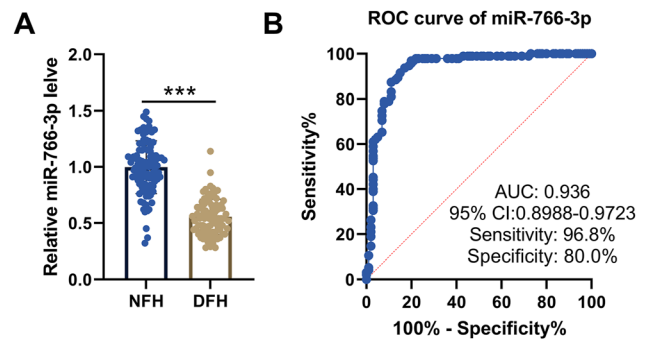 A
Relative miR-766-3p lelve
2.0
1.5
1.0
0.5
0.0
***
NFH
DFH
B
ROC curve of miR-766-3p
Sensitivity%
100
80
60
40
20
0
AUC: 0.936
95% CI:0.8988-0.9723
Sensitivity: 96.8%
Specificity: 80.0%
0 20 40 60 80 100
100% - Specificity%